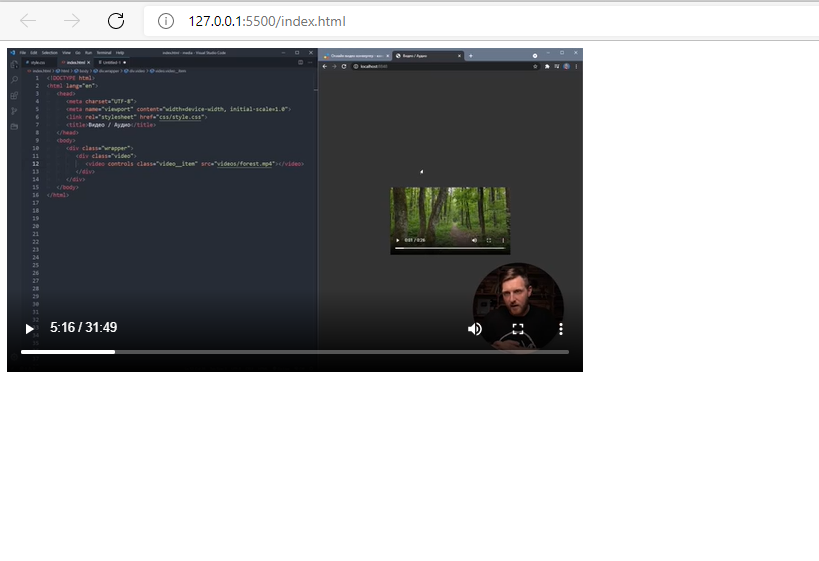 127.0.0.1:5500/index.html
File Edit Selection View Go Run Terminal Help
index.html - media - Visual Studio Code
style.css
index.html
Untitled-1
index.html > html > body > div.wrapper > div.video > video.video__item
1 <!DOCTYPE html>
2 <html lang="en">
3 <head>
4 <meta charset="UTF-8">
5 <meta name="viewport" content="width=device-width, initial-scale=1.0">
6 <link rel="stylesheet" href="css/style.css">
7 <title>Видео / Аудио</title>
8 </head>
9 <body>
10 <div class="wrapper">
11 <div class="video">
12 <video controls class="video__item" src="videos/forest.mp4"></video>
13 </div>
14 </div>
15 </body>
16 </html>
17
18
19
20
21
22
23
24
25
26
27
28
29
30
31
Онлайн видео конвертер
Видео / Аудио
localhost
0:01 / 0:26
5:16 / 31:49